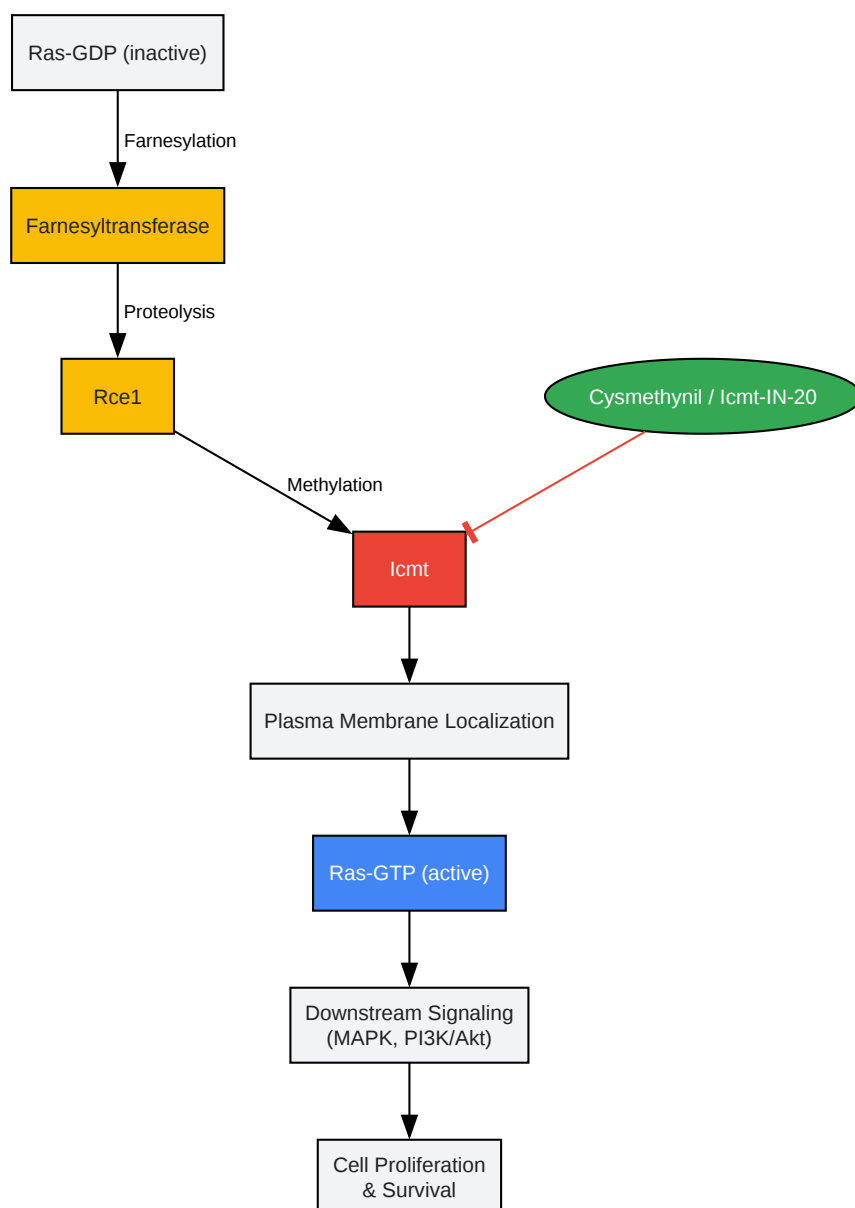 Ras-GDP (inactive)
Farnesylation
Farnesyltransferase
Proteolysis
Rce1
Cysmethynil / Icmt-IN-20
Methylation
Icmt
Plasma Membrane Localization
Ras-GTP (active)
Downstream Signaling
(MAPK, PI3K/Akt)
Cell Proliferation
& Survival